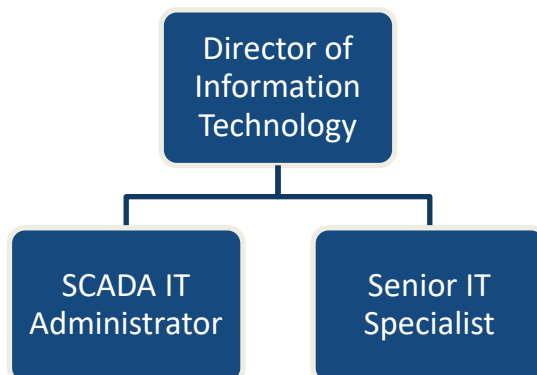 Director of
Information
Technology
SCADA IT
Administrator
Senior IT
Specialist